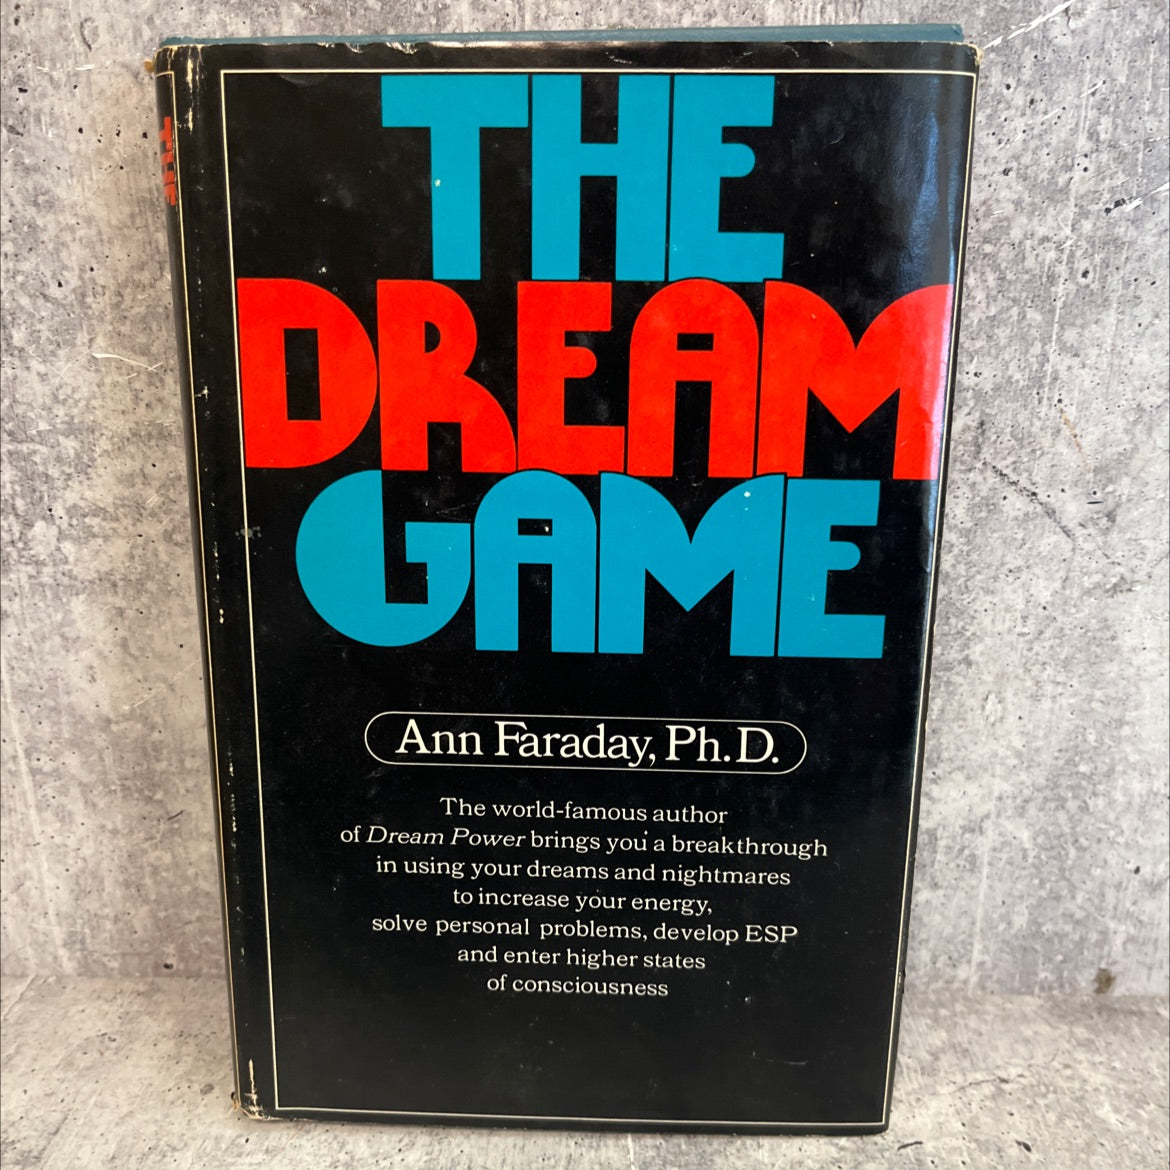 THE
THE
DREAM
GAME
Ann Faraday, Ph.D.
The world-famous author
of Dream Power brings you a breakthrough
in using your dreams and nightmares
to increase your energy,
solve personal problems, develop ESP
and enter higher states
of consciousness